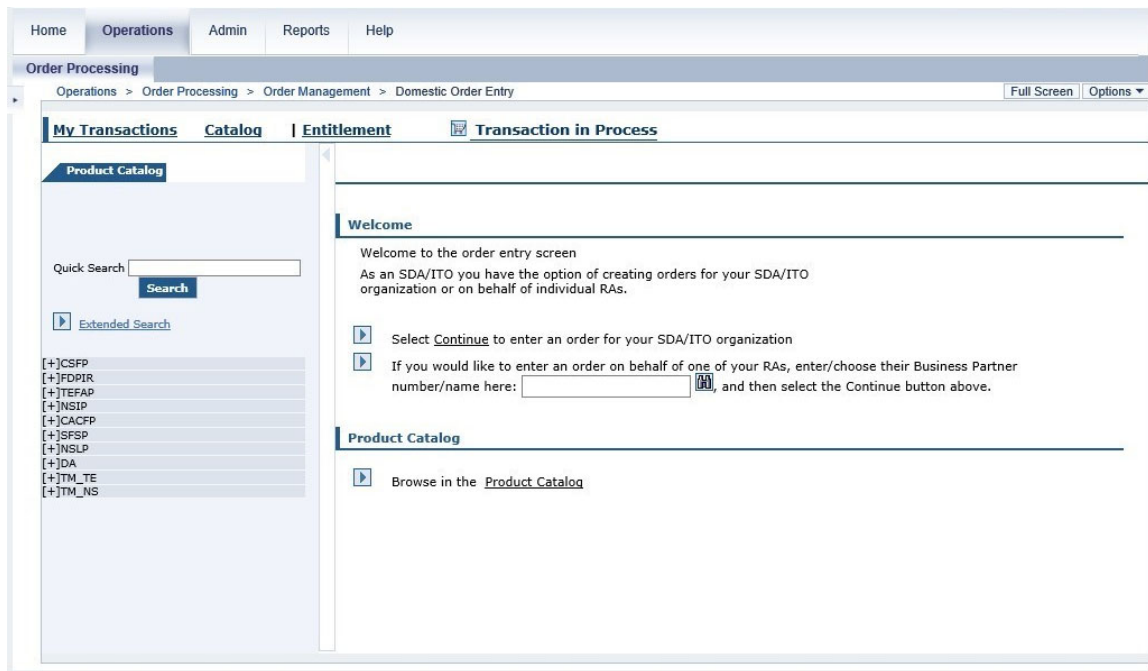 Home Operations Admin Reports Help
Order Processing
Operations > Order Processing > Order Management > Domestic Order Entry Full Screen Options
My Transactions Catalog | Entitlement Transaction in Process
Product Catalog
Quick Search
Search
Extended Search
[+]CSFP
[+]FDPIR
[+]TEFAP
[+]NSIP
[+]CACFP
[+]SFSP
[+]NSLP
[+]DA
[+]TM_TE
[+]TM_NS
Welcome
Welcome to the order entry screen
As an SDA/ITO you have the option of creating orders for your SDA/ITO
organization or on behalf of individual RAs.
Select Continue to enter an order for your SDA/ITO organization
If you would like to enter an order on behalf of one of your RAs, enter/choose their Business Partner
number/name here: , and then select the Continue button above.
Product Catalog
Browse in the Product Catalog